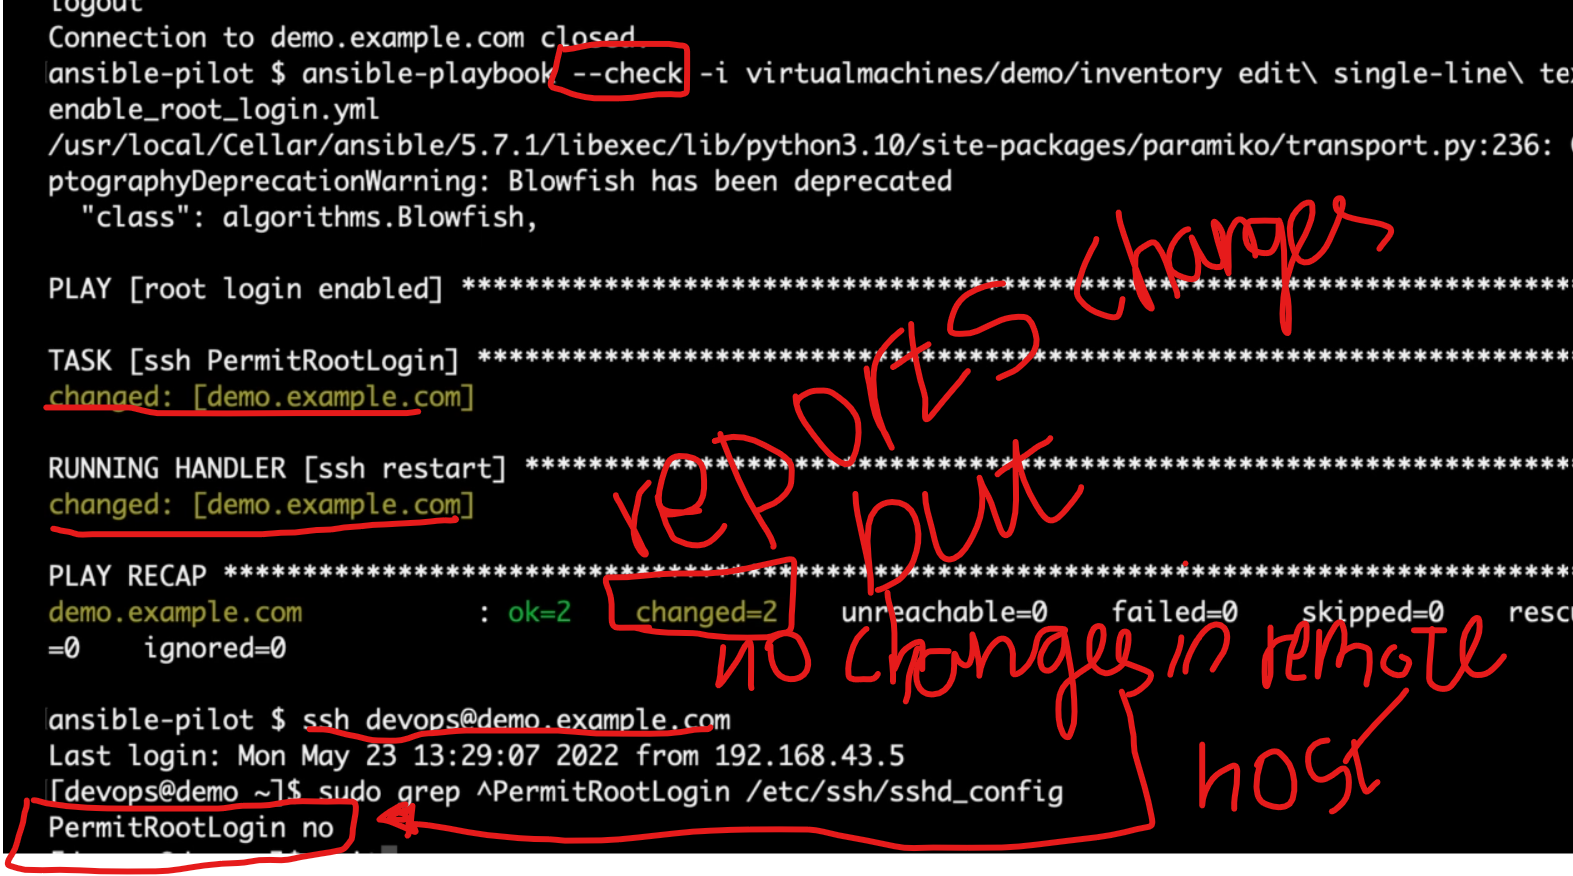 logout
Connection to demo.example.com closed.
ansible-pilot $ ansible-playbook --check -i virtualmachines/demo/inventory edit\ single-line\ te
enable_root_login.yml
/usr/local/Cellar/ansible/5.7.1/libexec/lib/python3.10/site-packages/paramiko/transport.py:236:
ptographyDeprecationWarning: Blowfish has been deprecated
"class": algorithms.Blowfish,
PLAY [root login enabled] **********************************************************************
TASK [ssh PermitRootLogin] *********************************************************************
changed: [demo.example.com]
RUNNING HANDLER [ssh restart] ******************************************************************
changed: [demo.example.com]
PLAY RECAP *************************************************************************************
demo.example.com : ok=2 changed=2 unreachable=0 failed=0 skipped=0 resc
=0 ignored=0
ansible-pilot $ ssh devops@demo.example.com
Last login: Mon May 23 13:29:07 2022 from 192.168.43.5
[devops@demo ~]$ sudo grep ^PermitRootLogin /etc/ssh/sshd_config
PermitRootLogin no
reports changes
but
no changes in remote
host